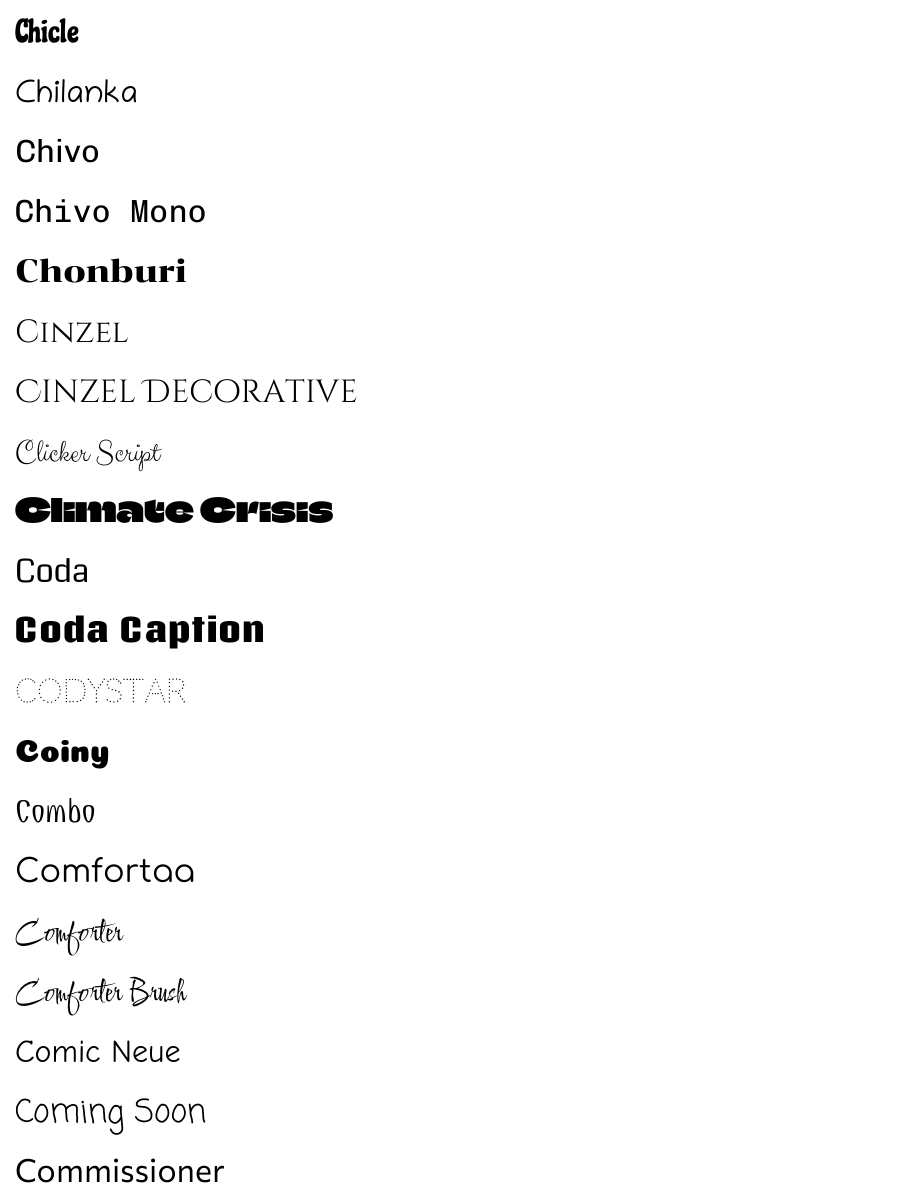 Chicle
Chilanka
Chivo
Chivo Mono
Chonburi
Cinzel
Cinzel Decorative
Clicker Script
Climate Crisis
Coda
Coda Caption
CODYSTAR
Coiny
Combo
Comfortaa
Comforter
Comforter Brush
Comic Neue
Coming Soon
Commissioner